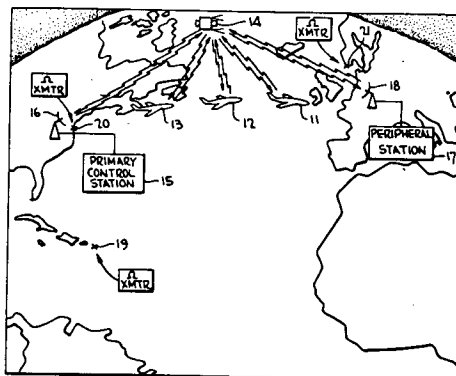 14
Ω
XMTR
21
Ω
XMTR
16
18
20
13
12
11
PRIMARY
CONTROL
STATION
15
PERIPHERAL
STATION
17
19
Ω
XMTR